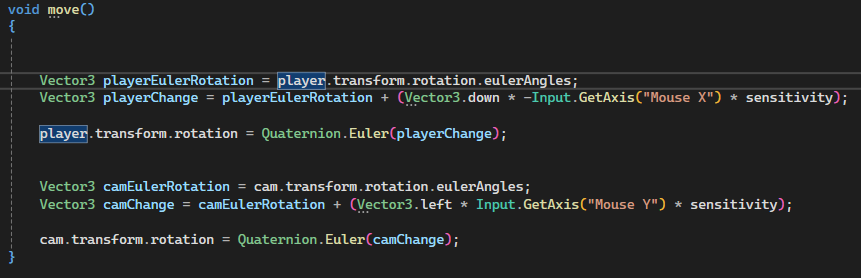 void move()
{
Vector3 playerEulerRotation = player.transform.rotation.eulerAngles;
Vector3 playerChange = playerEulerRotation + (Vector3.down * -Input.GetAxis("Mouse X") * sensitivity);
player.transform.rotation = Quaternion.Euler(playerChange);
Vector3 camEulerRotation = cam.transform.rotation.eulerAngles;
Vector3 camChange = camEulerRotation + (Vector3.left * Input.GetAxis("Mouse Y") * sensitivity);
cam.transform.rotation = Quaternion.Euler(camChange);
}